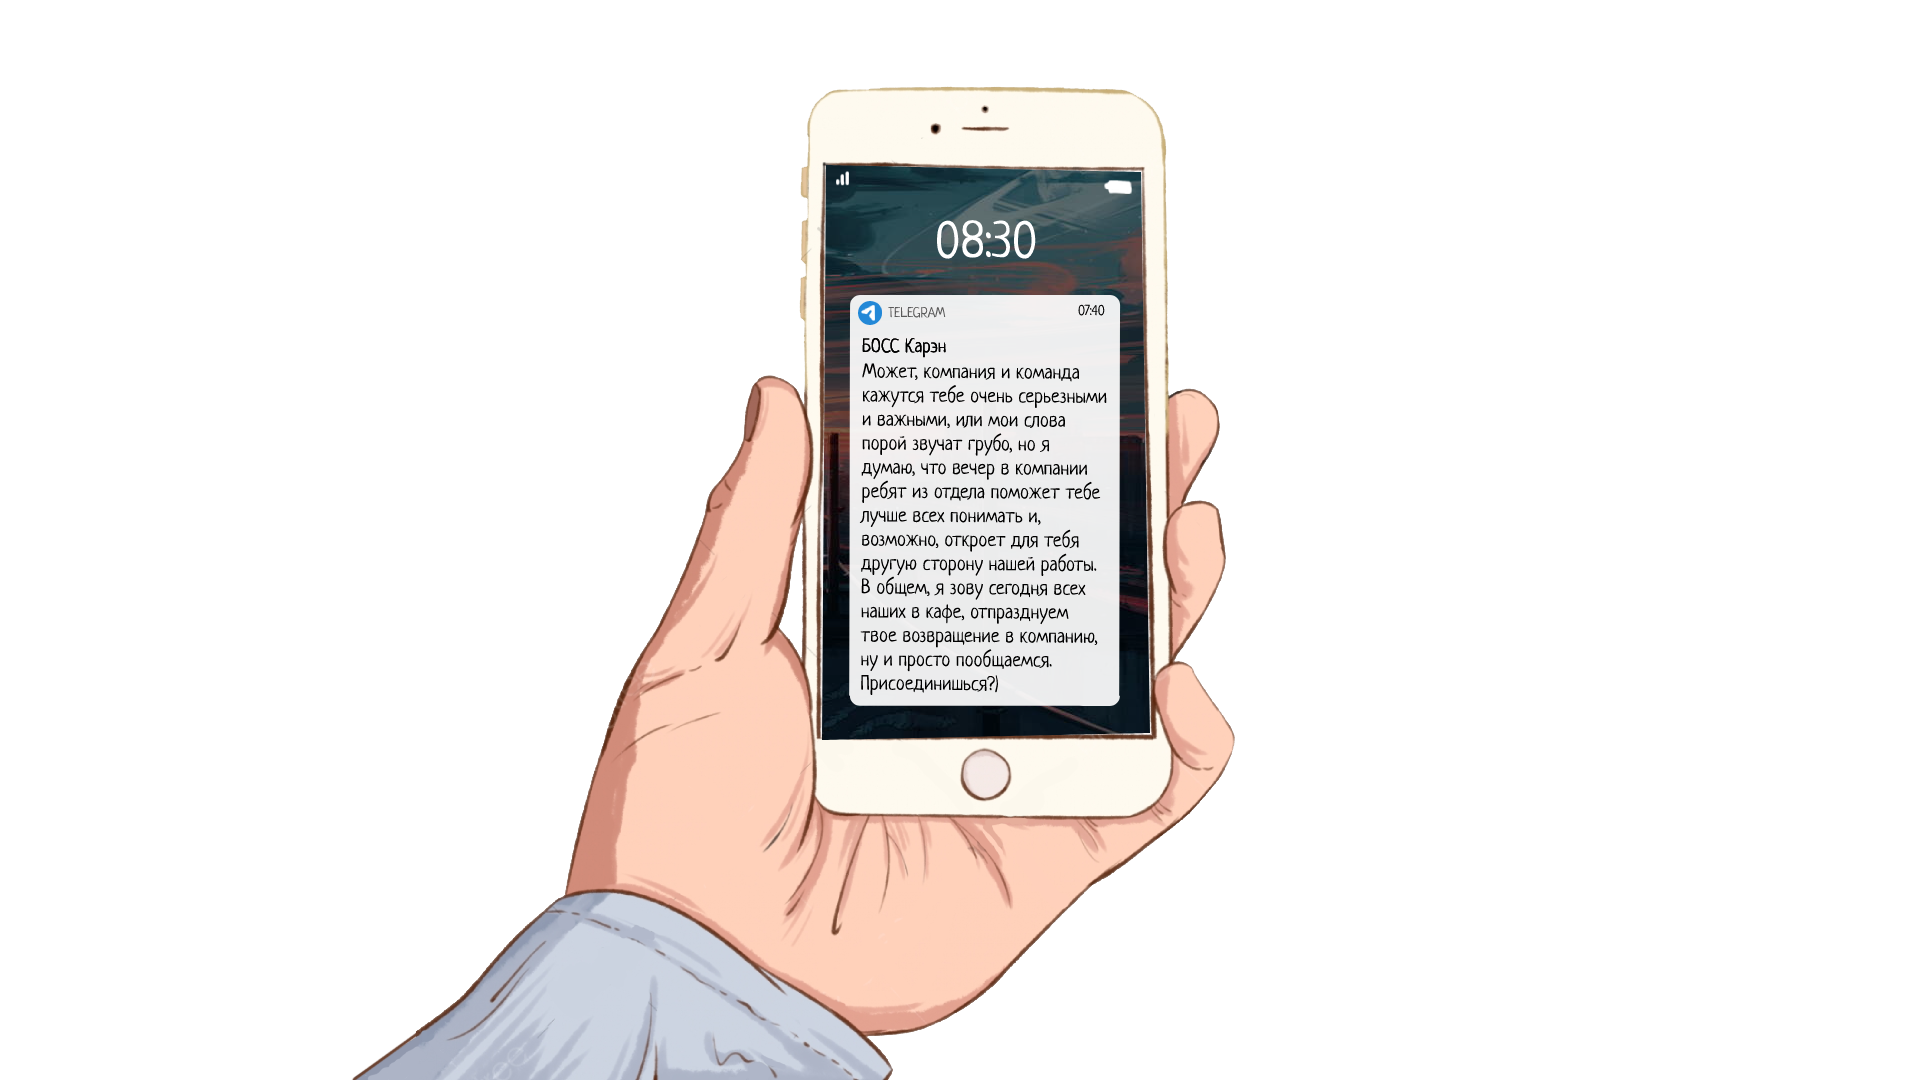 08:30
TELEGRAM 07:40
БОСС Карэн
Может, компания и команда
кажутся тебе очень серьезными
и важными, или мои слова
порой звучат грубо, но я
думаю, что вечер в компании
ребят из отдела поможет тебе
лучше всех понимать и,
возможно, откроет для тебя
другую сторону нашей работы.
В общем, я зову сегодня всех
наших в кафе, отпразднуем
твое возвращение в компанию,
ну и просто пообщаемся.
Присоединишься?)